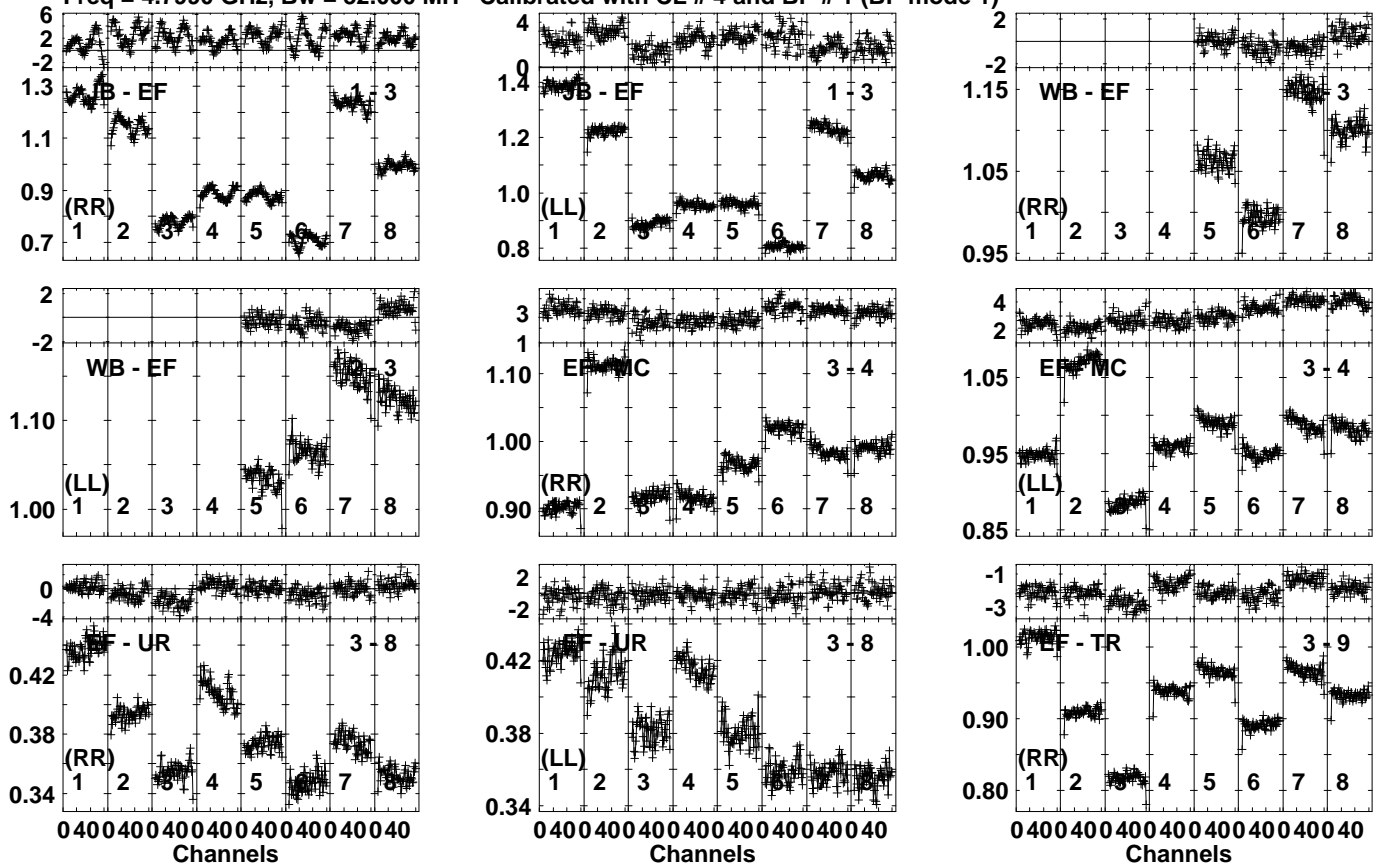 Freq = 4.7990 GHz, Bw = 32.000 MH Calibrated with CL # 4 and BP # 1 (BP mode 1)
6 4 2 2
2
-2 0 -2
1.3 JB - EF 1 - 3 1.4 JB - EF 1 - 3 1.15 WB - EF 2 - 3
1.1 1.2
0.9 1.0 1.05
(RR) (LL) (RR)
0.7 1 2 3 4 5 6 7 8 0.8 1 2 3 4 5 6 7 8 0.95 1 2 3 4 5 6 7 8
2 3 4
-2 1 2
WB - EF 2 - 3 1.10 EF - MC 3 - 4 1.05 EF - MC 3 - 4
1.10 1.00 0.95
(LL) (RR) (LL)
1.00 1 2 3 4 5 6 7 8 0.90 1 2 3 4 5 6 7 8 0.85 1 2 3 4 5 6 7 8
0 2 -1
-4 -2 -3
EF - UR 3 - 8 EF - UR 3 - 8 1.00 EF - TR 3 - 9
0.42 0.42 0.90
0.38 0.38
(RR) (LL) (RR)
0.34 1 2 3 4 5 6 7 8 0.34 1 2 3 4 5 6 7 8 0.80 1 2 3 4 5 6 7 8
0 40 0 40 0 40 0 40 0 40 0 40 0 40 0 40 0 40 0 40 0 40 0 40 0 40 0 40 0 40 0 40 0 40 0 40 0 40 0 40 0 40 0 40 0 40 0 40
Channels Channels Channels